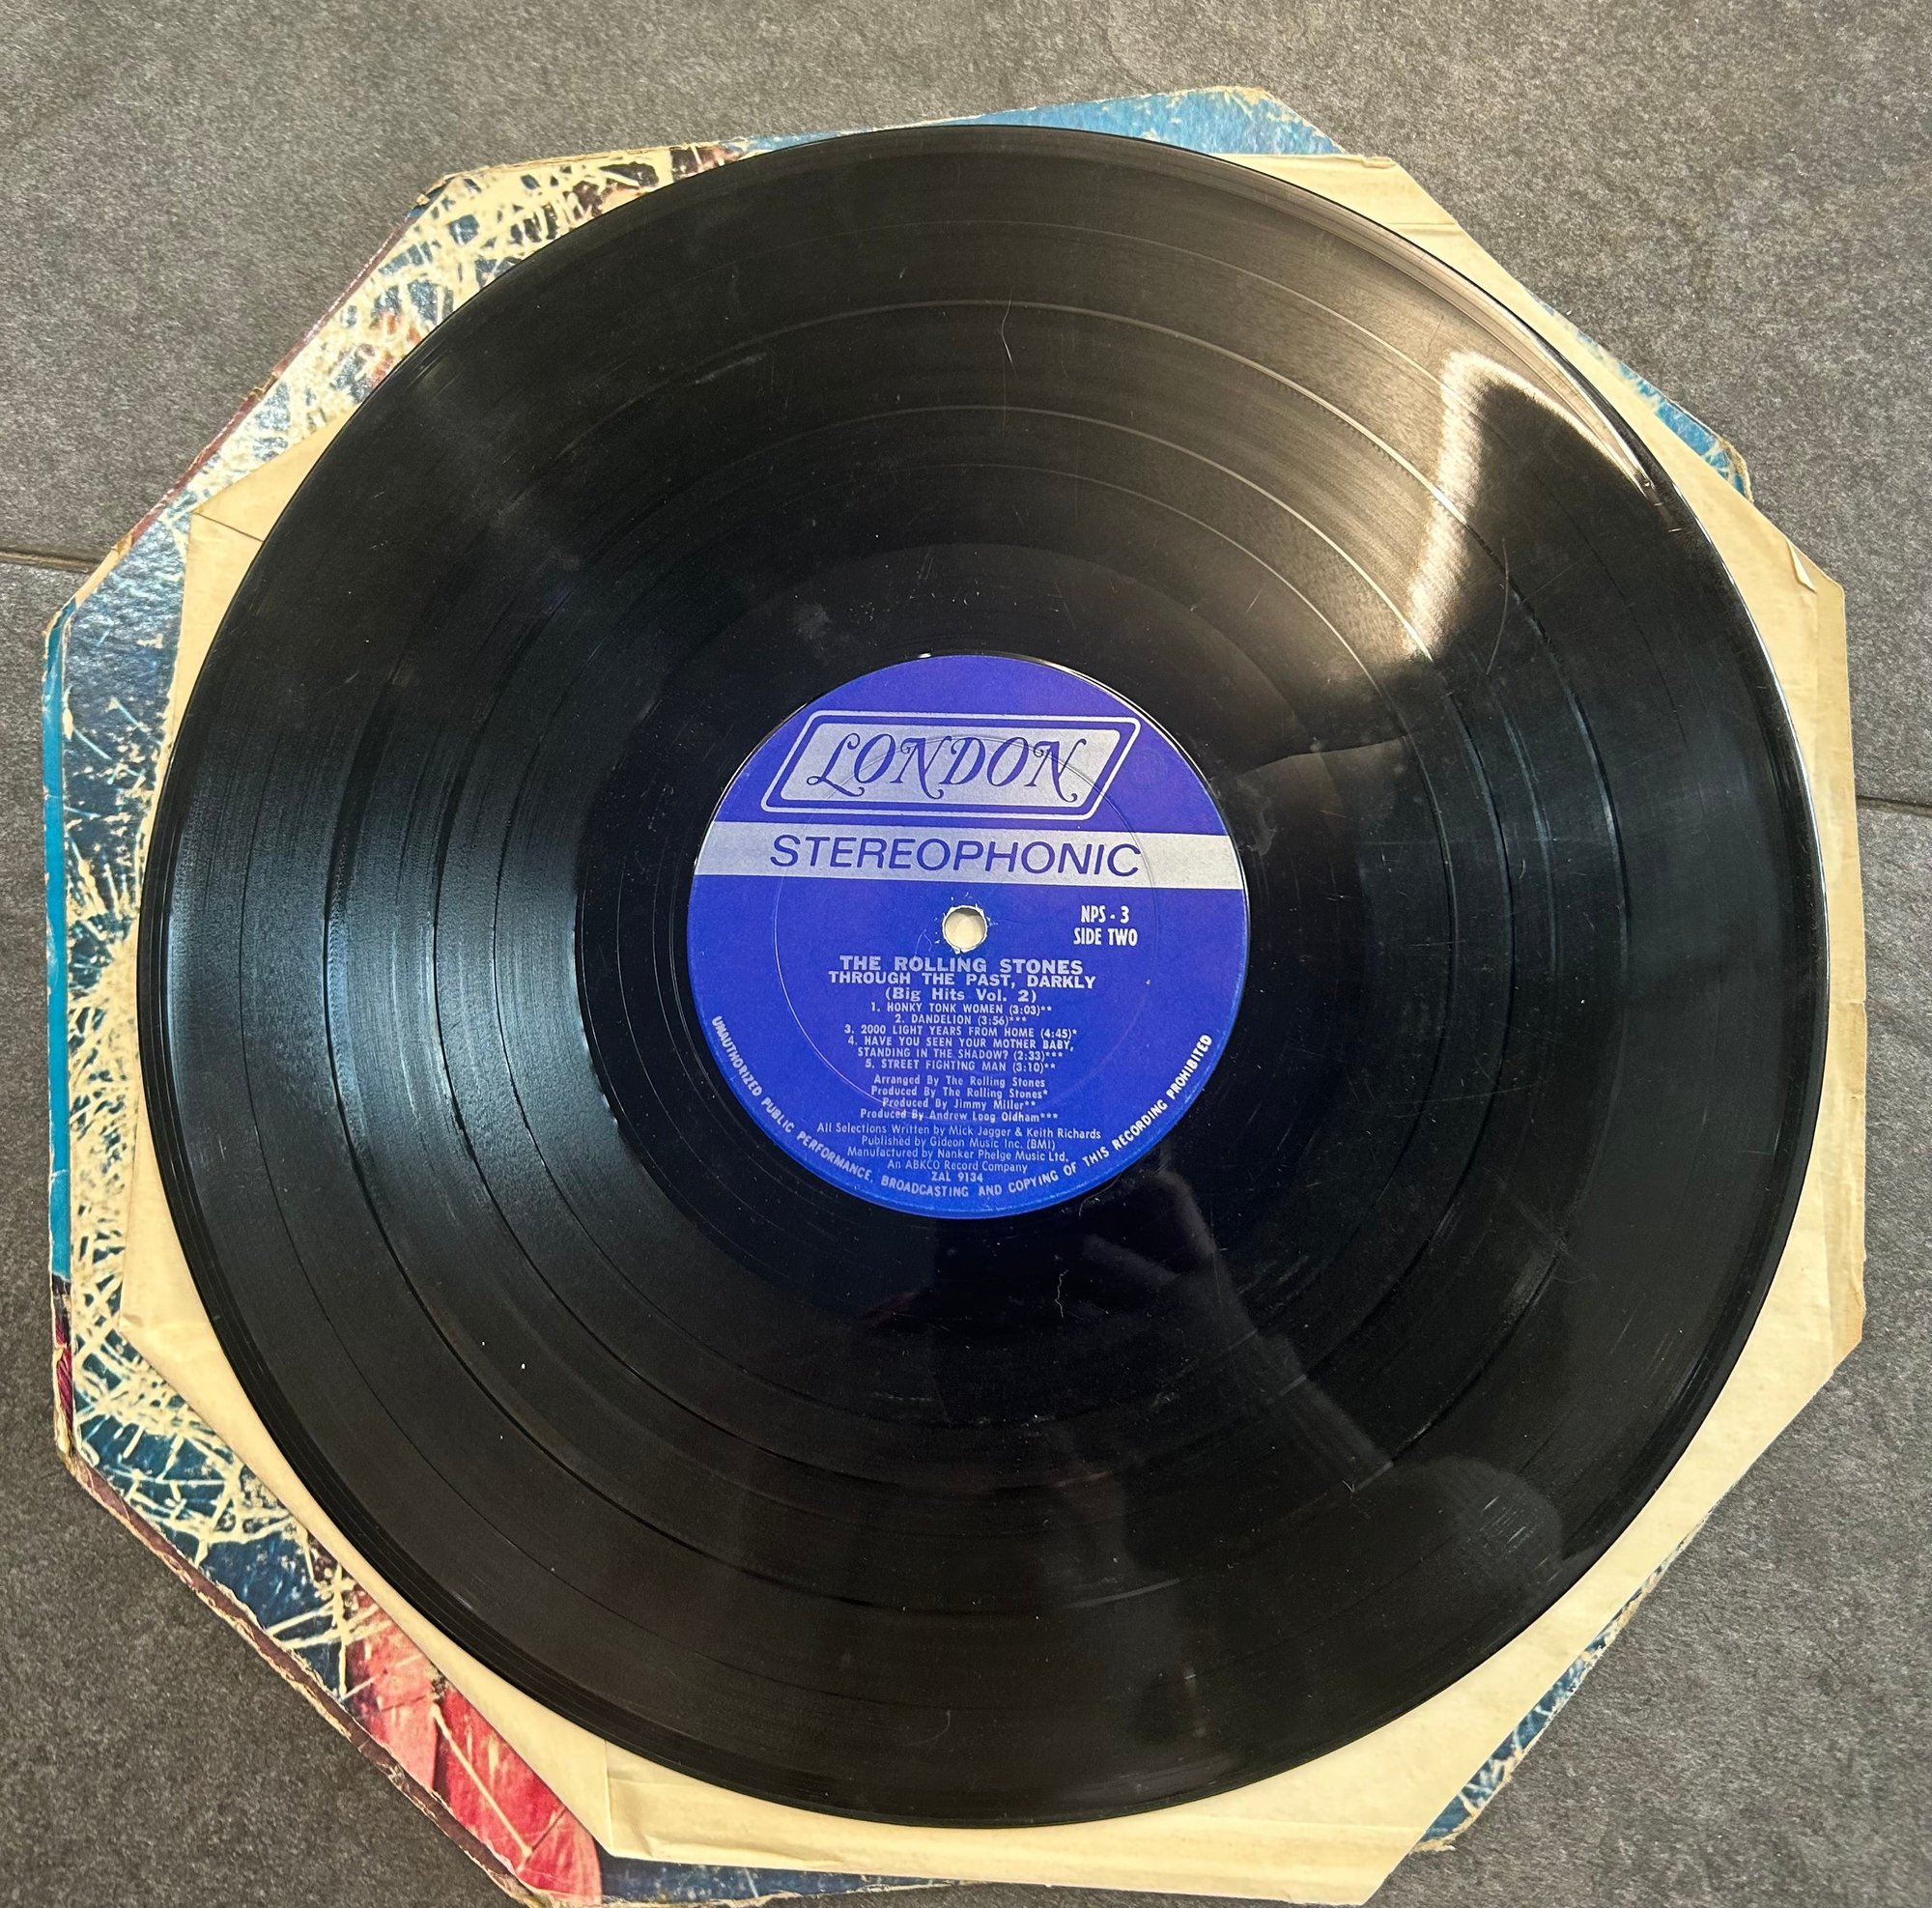 LONDON
STEREOPHONIC
NPS - 3
SIDE TWO
THE ROLLING STONES
THROUGH THE PAST, DARKLY
(Big Hits Vol. 2)
1. HONKY TONK WOMEN (3:03)**
2. DANDELION (3:56)***
3. 2000 LIGHT YEARS FROM HOME (4:45)*
4. HAVE YOU SEEN YOUR MOTHER BABY,
STANDING IN THE SHADOW? (2:33)***
5. STREET FIGHTING MAN (3:10)**
Arranged By The Rolling Stones
Produced By The Rolling Stones*
Produced By Jimmy Miller**
Produced By Andrew Loog Oldham***
All Selections Written by Mick Jagger & Keith Richards
Published by Gideon Music Inc. (BMI)
Manufactured by Nanker Phelge Music Ltd.
An ABKCO Record Company
ZAL 9134
UNAUTHORIZED PUBLIC PERFORMANCE, BROADCASTING AND COPYING OF THIS RECORDING PROHIBITED